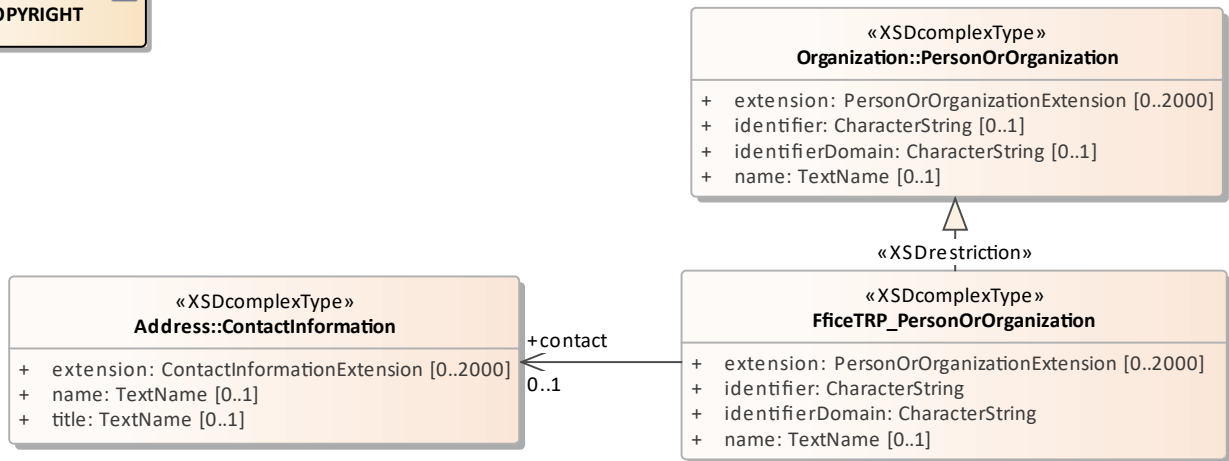 «XSDcomplexType»
Organization::PersonOrOrganization
+ extension: PersonOrOrganizationExtension [0..2000]
+ identifier: CharacterString [0..1]
+ identifierDomain: CharacterString [0..1]
+ name: TextName [0..1]
«XSDrestriction»
«XSDcomplexType»
Address::ContactInformation
+ extension: ContactInformationExtension [0..2000]
+ name: TextName [0..1]
+ title: TextName [0..1]
+contact
0..1
«XSDcomplexType»
FficeTRP_PersonOrOrganization
+ extension: PersonOrOrganizationExtension [0..2000]
+ identifier: CharacterString
+ identifierDomain: CharacterString
+ name: TextName [0..1]